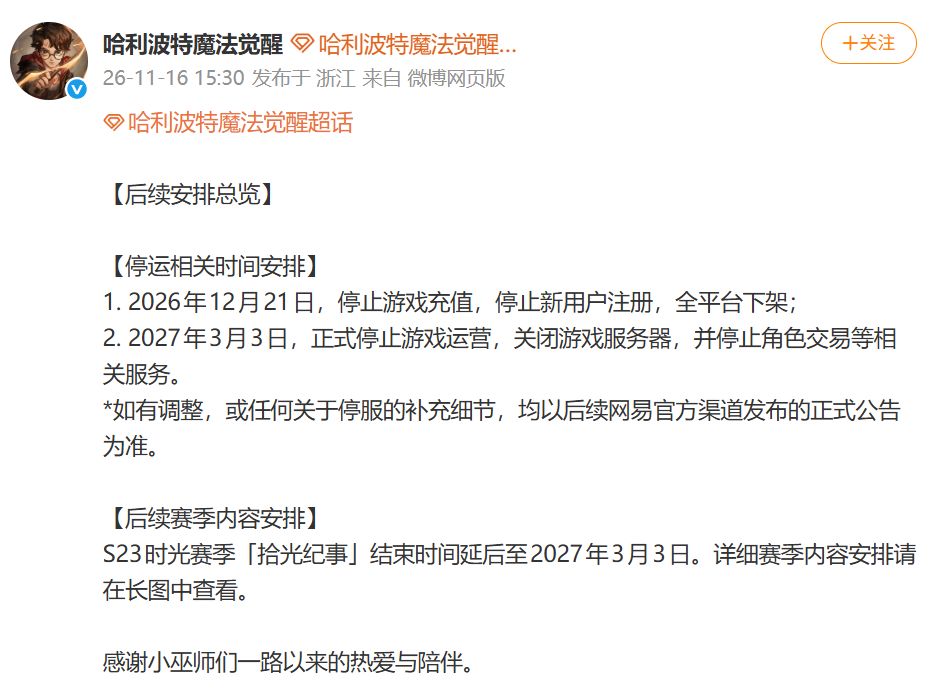 哈利波特魔法觉醒 哈利波特魔法觉醒...
+关注
26-11-16 15:30 发布于 浙江 来自 微博网页版
哈利波特魔法觉醒超话
【后续安排总览】
【停运相关时间安排】
1. 2026年12月21日，停止游戏充值，停止新用户注册，全平台下架；
2. 2027年3月3日，正式停止游戏运营，关闭游戏服务器，并停止角色交易等相
关服务。
*如有调整，或任何关于停服的补充细节，均以后续网易官方渠道发布的正式公告
为准。
【后续赛季内容安排】
S23时光赛季「拾光纪事」结束时间延后至2027年3月3日。详细赛季内容安排请
在长图中查看。
感谢小巫师们一路以来的热爱与陪伴。